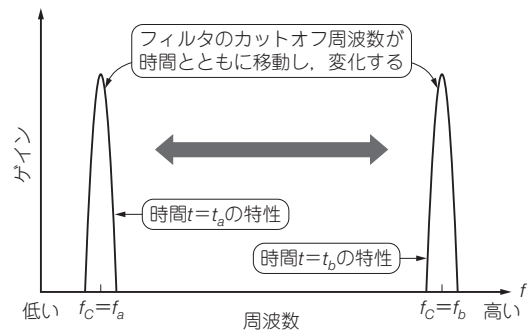 フィルタのカットオフ周波数が
時間とともに移動し，変化する
ゲイン
時間t=taの特性
時間t=tbの特性
f
低い
fC=fa
周波数
fC=fb
高い